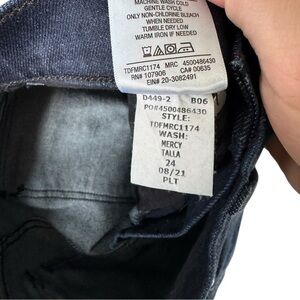 MACHINE WASH COLD
GENTLE CYCLE
ONLY NON-CHLORINE BLEACH
WHEN NEEDED
TUMBLE DRY LOW
WARM IRON IF NEEDED
TDFMRC1174 MRC 4500486430
RN# 107906 CA# 00635
EIN# 20-3082491
D449-2 B06
PO#4500486430
STYLE:
TDFMRC1174
WASH:
MERCY
TALLA
24
08/21
PLT